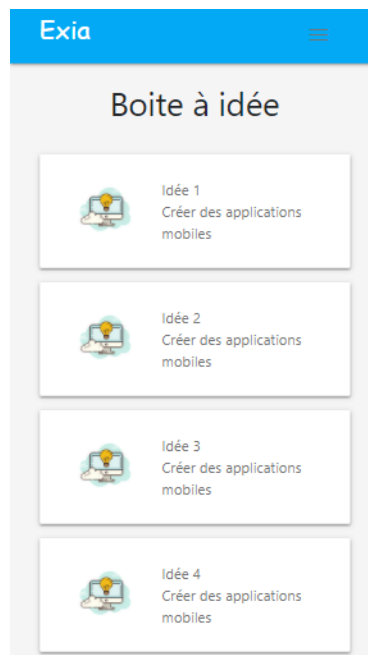 Exia
Boite à idée
Idée 1
Créer des applications
mobiles
Idée 2
Créer des applications
mobiles
Idée 3
Créer des applications
mobiles
Idée 4
Créer des applications
mobiles